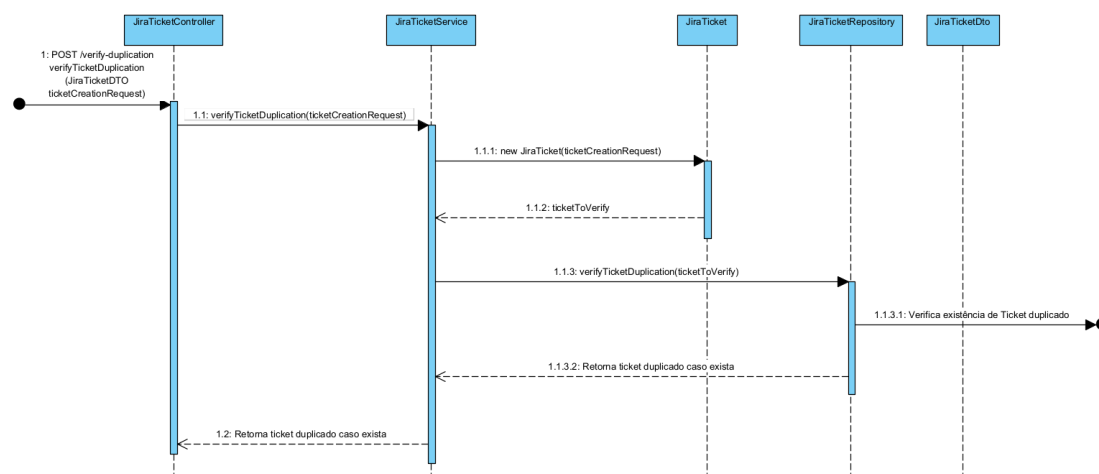 JiraTicketController
JiraTicketService
JiraTicket
JiraTicketRepository
JiraTicketDto
1: POST /verify-duplication
verifyTicketDuplication
(JiraTicketDTO
ticketCreationRequest)
1.1: verifyTicketDuplication(ticketCreationRequest)
1.1.1: new JiraTicket(ticketCreationRequest)
1.1.2: ticketToVerify
1.1.3: verifyTicketDuplication(ticketToVerify)
1.1.3.1: Verifica existência de Ticket duplicado
1.1.3.2: Retorna ticket duplicado caso exista
1.2: Retorna ticket duplicado caso exista